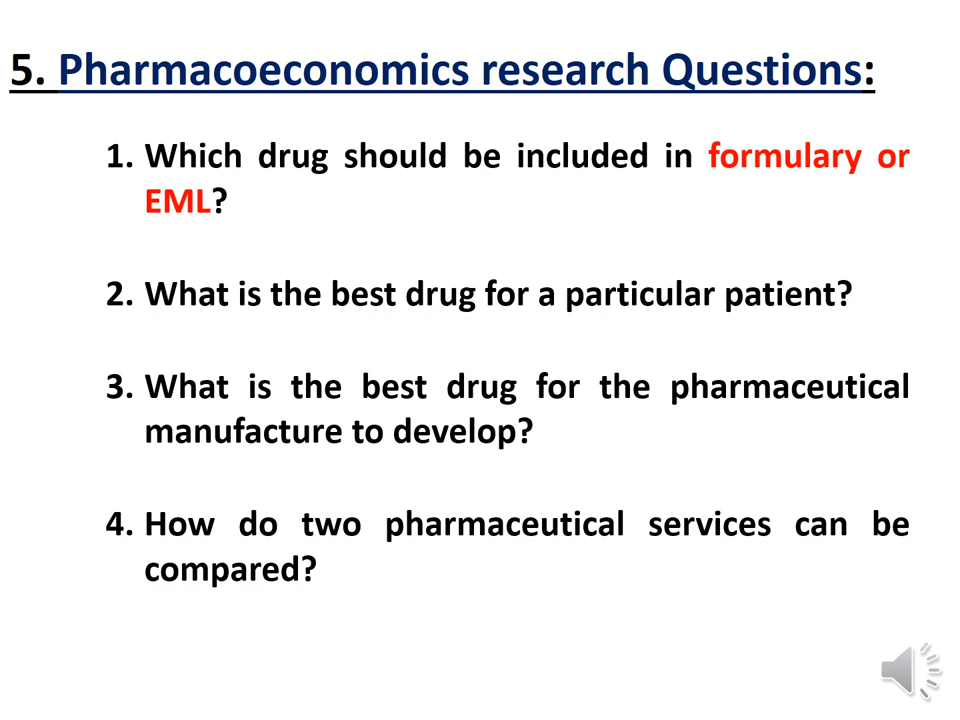 5. Pharmacoeconomics research Questions:
1. Which drug should be included in formulary or
EML?
2. What is the best drug for a particular patient?
3. What is the best drug for the pharmaceutical
manufacture to develop?
4. How do two pharmaceutical services can be
compared?